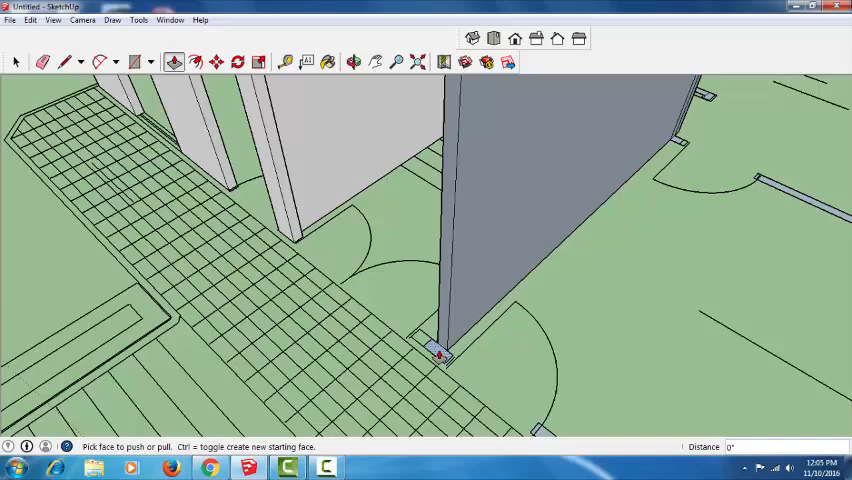 Untitled - SketchUp
File Edit View Camera Draw Tools Window Help
A1
Pick face to push or pull. Ctrl = toggle create new starting face.
Distance 0"
12:05 PM
11/10/2016